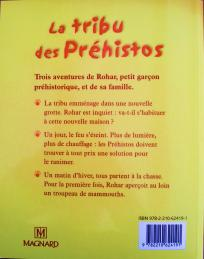 La tribu
des Préhistos
Trois aventures de Rohar, petit garçon
préhistorique, et de sa famille.
La tribu emménage dans une nouvelle
grotte. Rohar est inquiet : va-t-il s'habituer
à cette nouvelle maison ?
Un jour, le feu s'éteint. Plus de lumière,
plus de chauffage : les Préhistos doivent
trouver à tout prix une solution pour le
ranimer.
Un matin d'hiver, tous partent à la chasse.
Pour la première fois, Rohar aperçoit au loin
un troupeau de mammouths.
M
MAGNARD
ISBN 978-2-210-62419-1
9782210624191